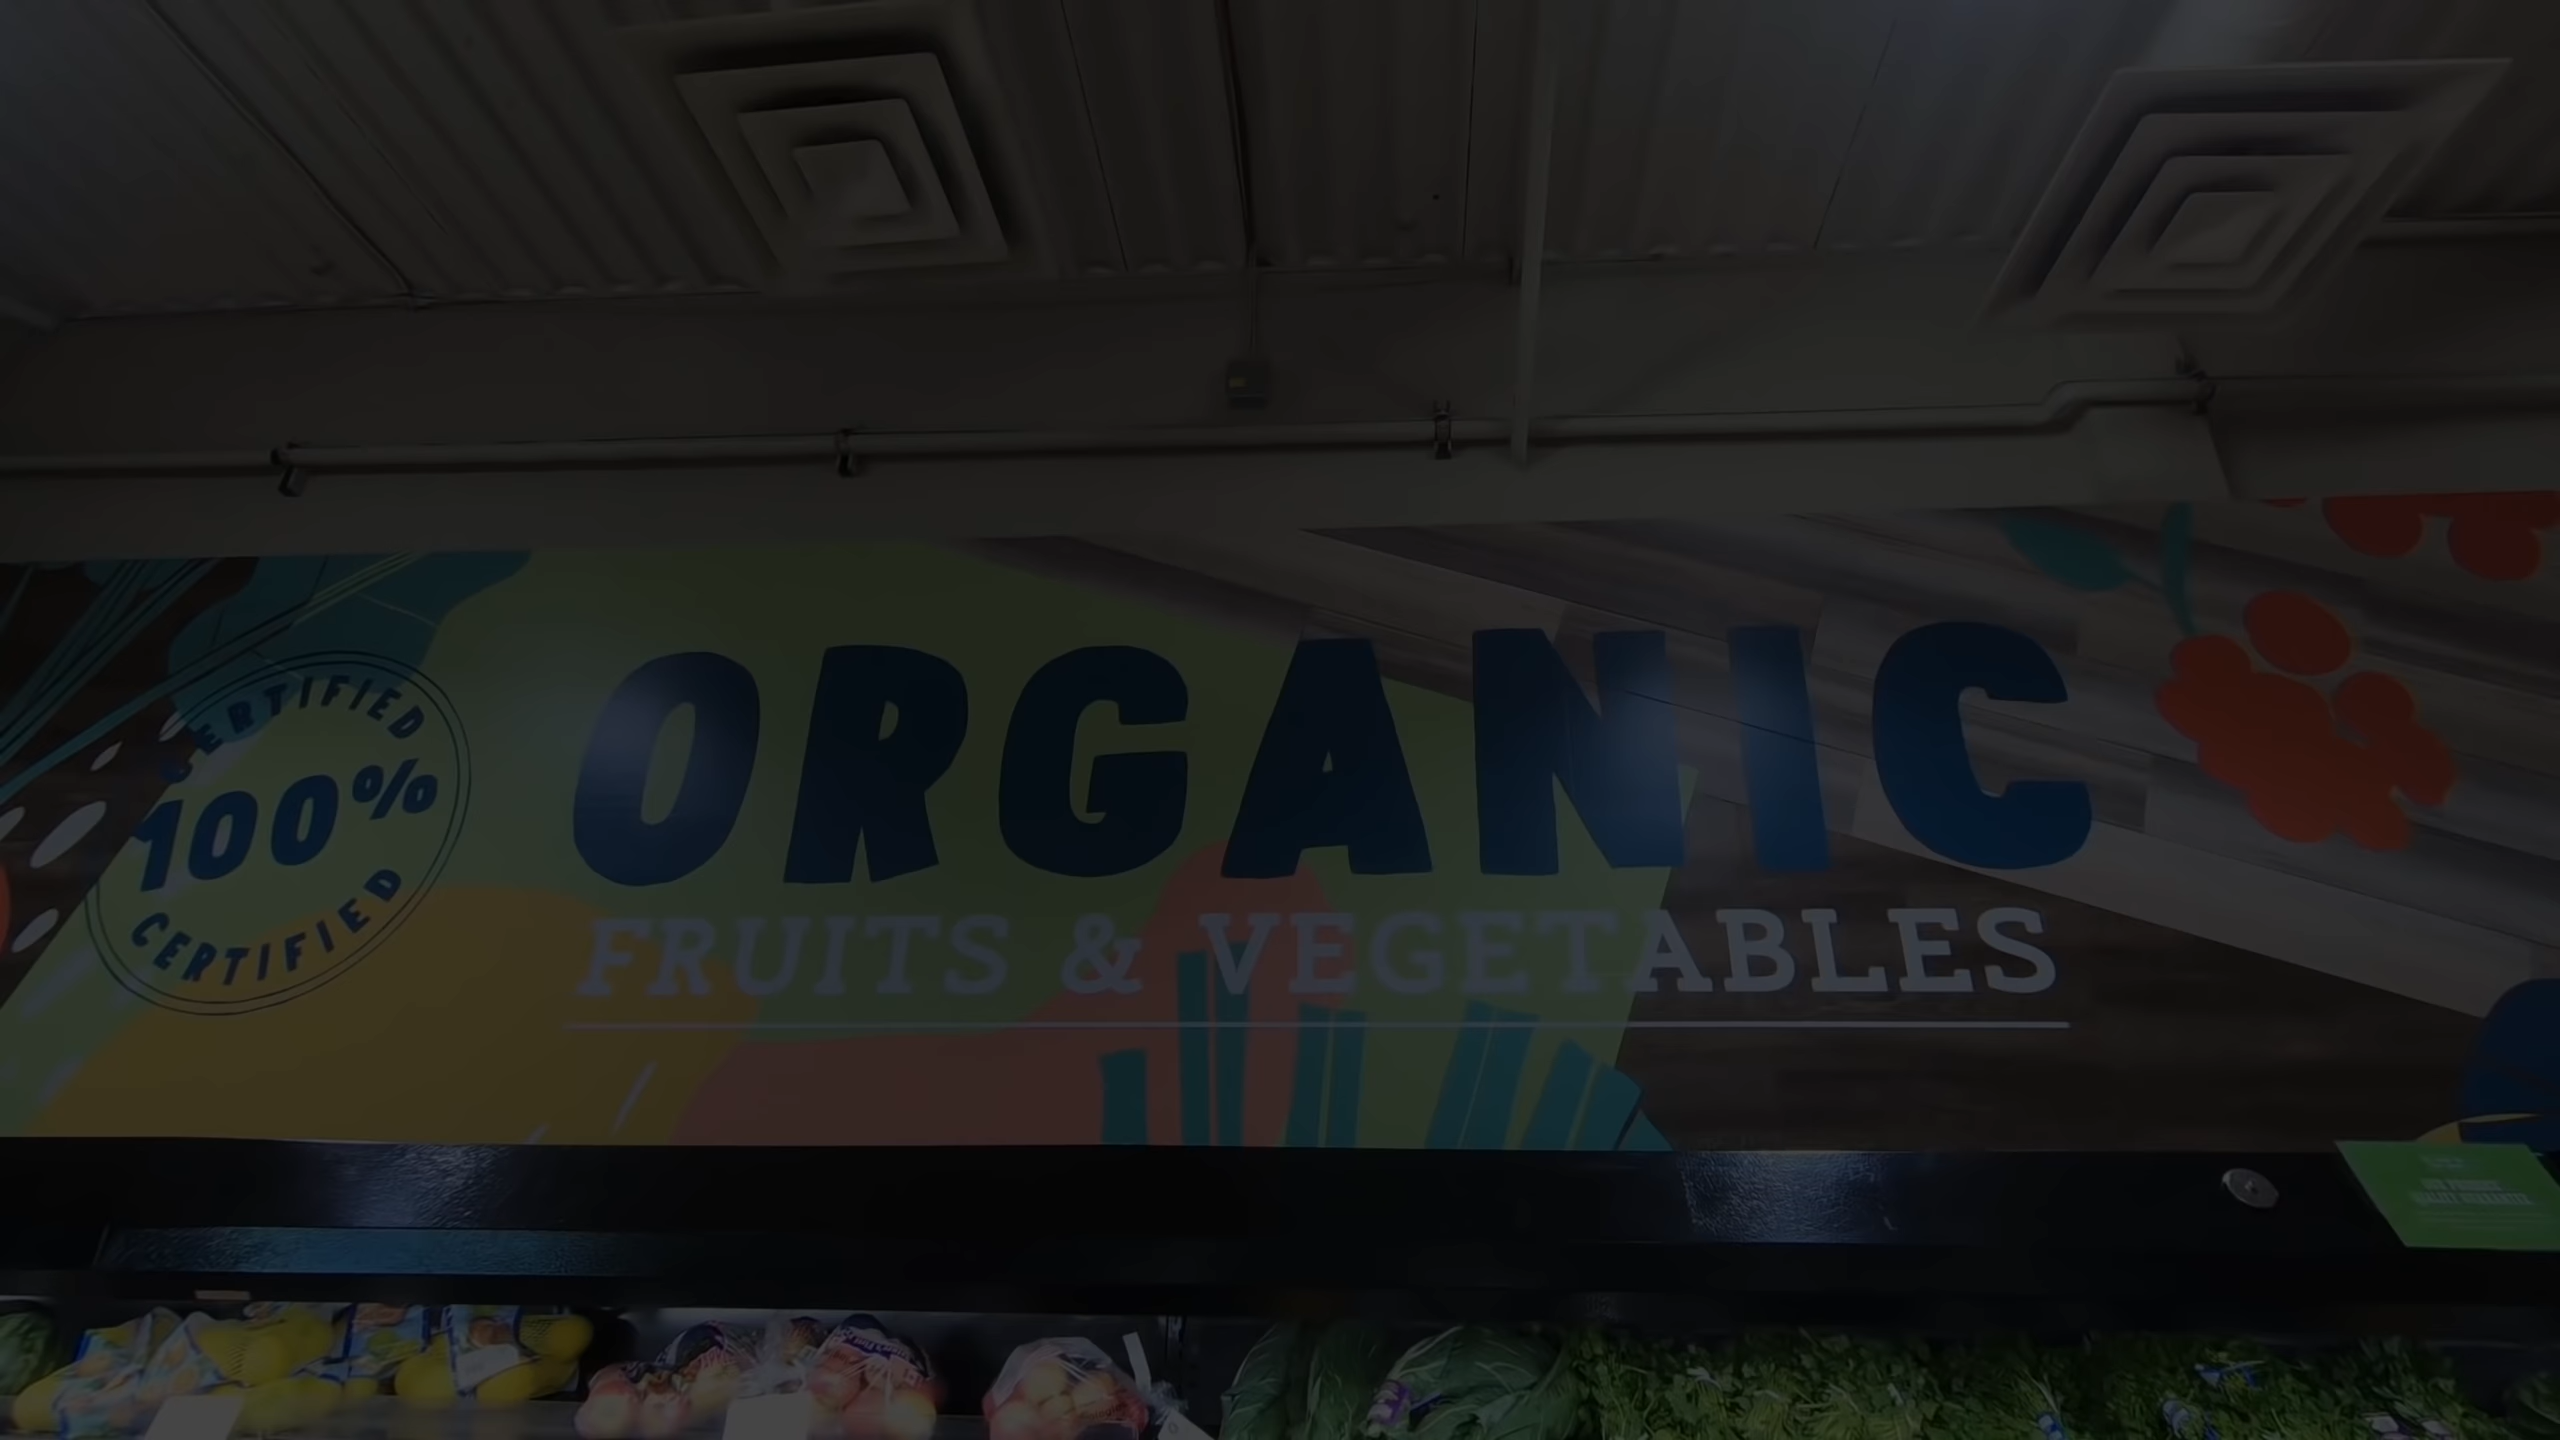 CERTIFIED
100%
CERTIFIED
ORGANIC
FRUITS & VEGETABLES